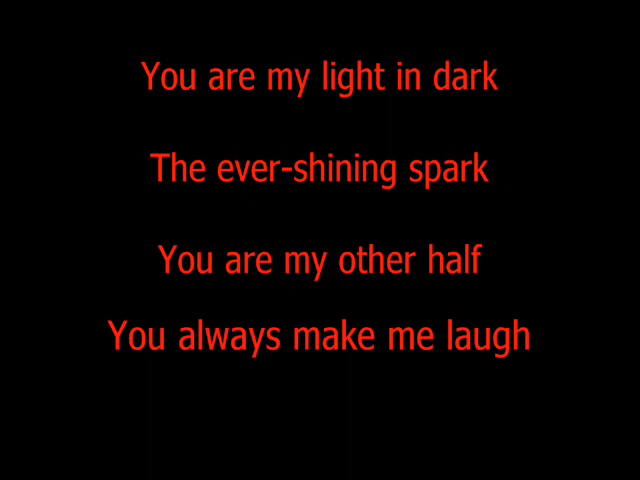 You are my light in dark
The ever-shining spark
You are my other half
You always make me laugh